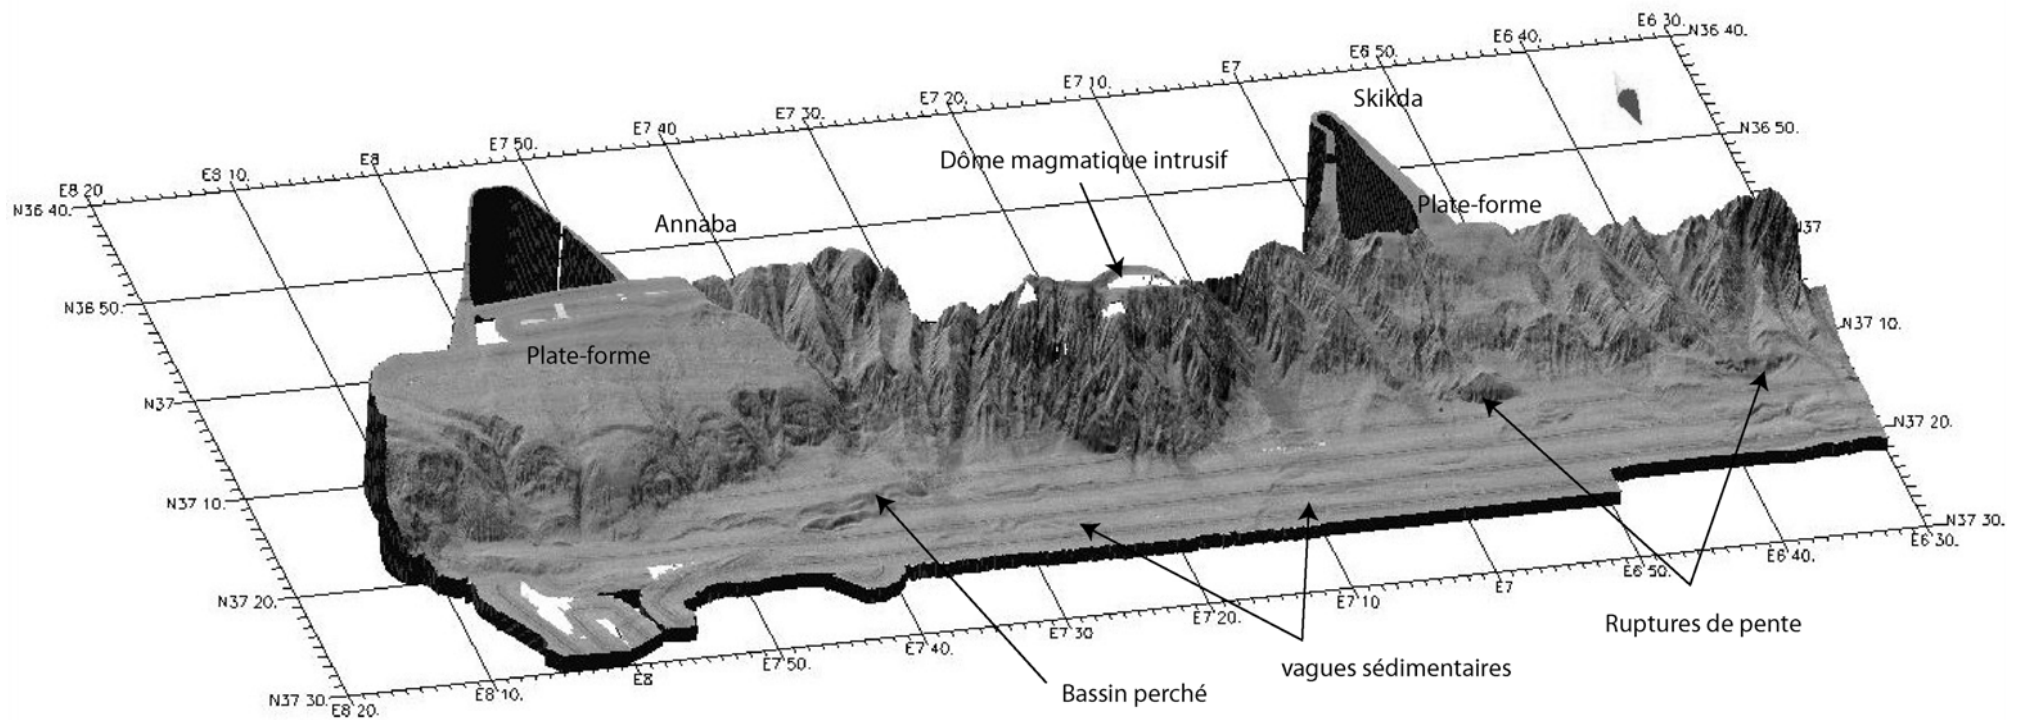 E6 30.
N36 40.
E6 40.
E6 50.
E7
E7 10.
E7 20.
E7 30.
E7 40
E7 50.
E8
E8 10.
E8 20
N36 40.
Skikda
N36 50.
Dôme magmatique intrusif
Plate-forme
Annaba
N37
N36 50.
N37 10.
Plate-forme
N37
N37 20.
N37 10.
N37 30.
E6 30.
E6 40.
E6 50.
E7
E7 10
E7 20.
E7 30.
E7 40.
E7 50.
E8
E8 10.
N37 20.
N37 30.
E8 20.
Ruptures de pente
vagues sédimentaires
Bassin perché